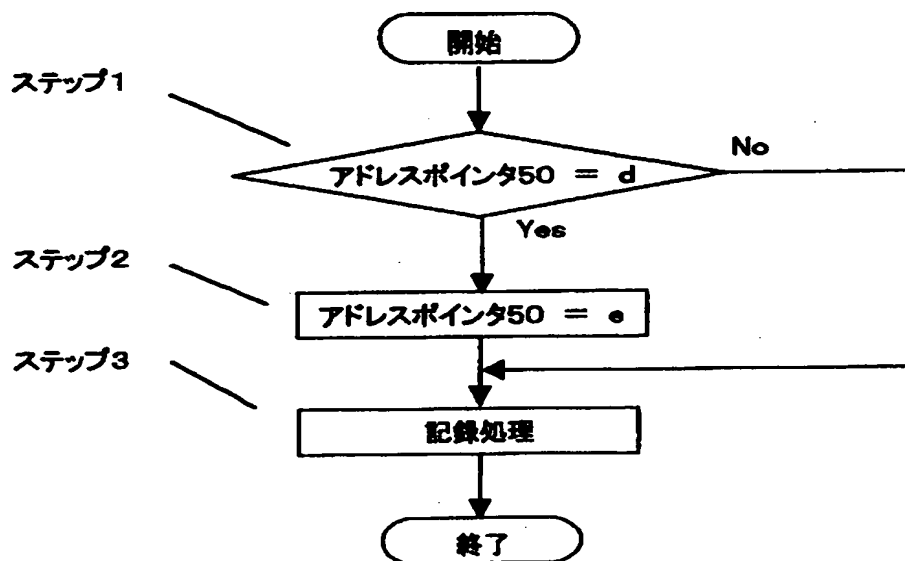 開始
ステップ1
アドレスポインタ50 = d
No
Yes
ステップ2
アドレスポインタ50 = e
ステップ3
記録処理
終了